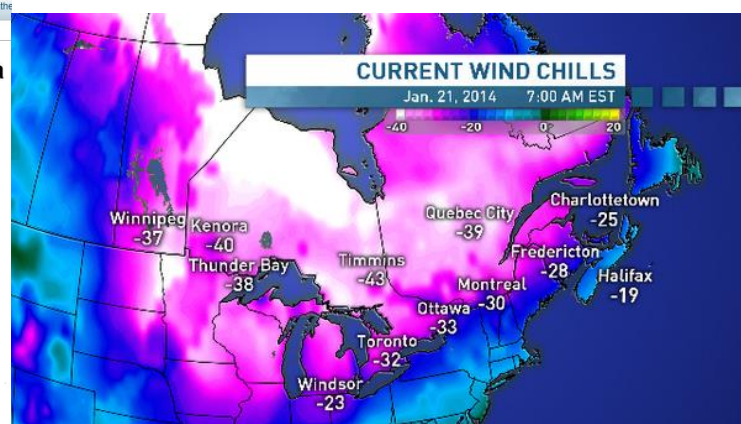 the
a
CURRENT WIND CHILLS
Jan. 21, 2014 7:00 AM EST
-40 -20 0 20
Winnipeg
-37
Kenora
-40
Thunder Bay
-38
Timmins
-43
Quebec City
-39
Charlottetown
-25
Fredericton
-28
Halifax
-19
Montreal
-30
Ottawa
-33
Toronto
-32
Windsor
-23